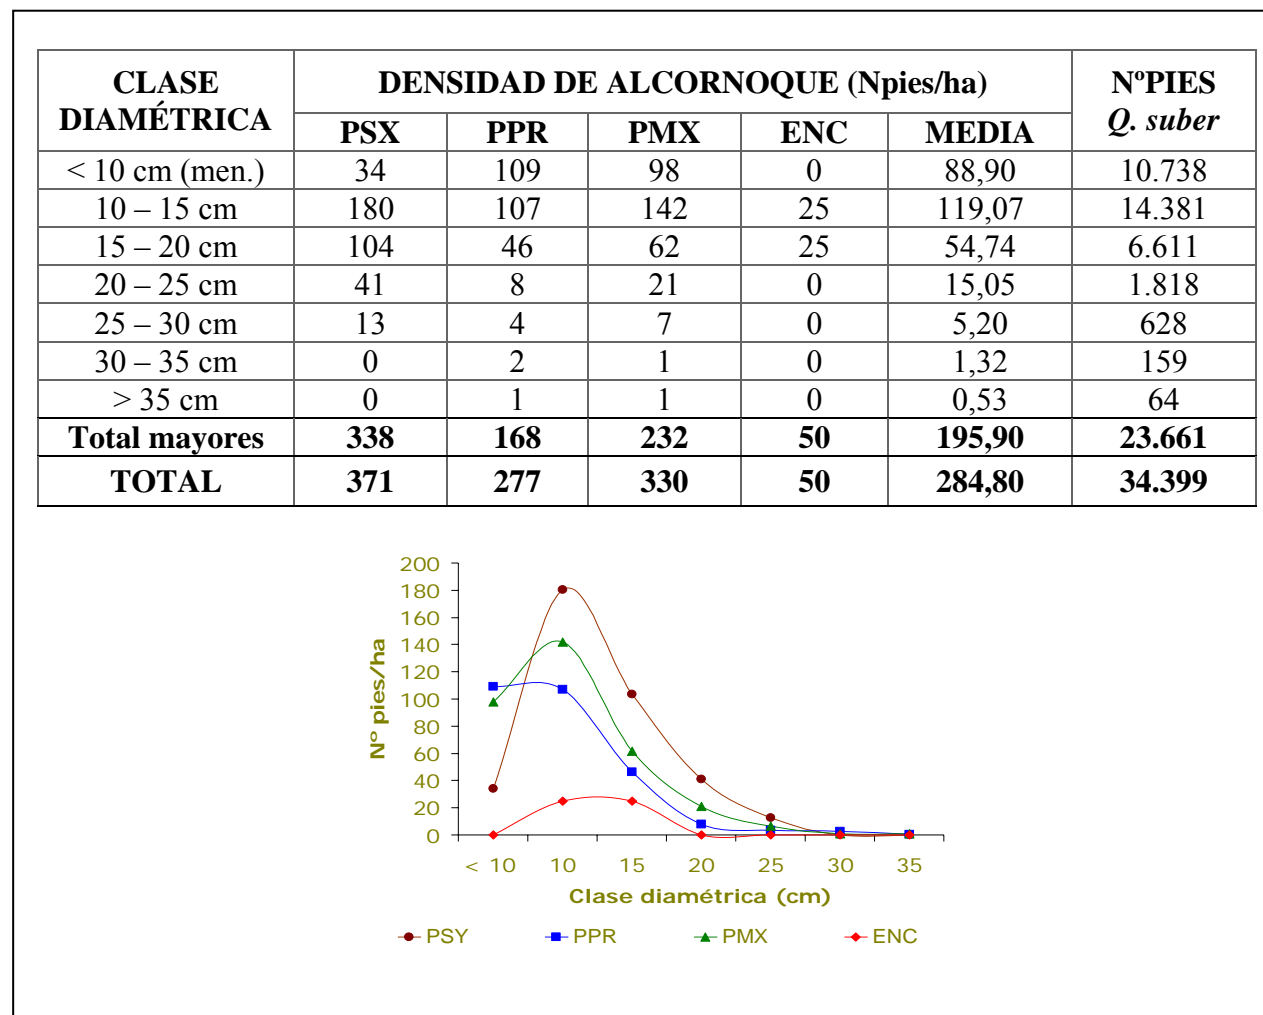 CLASE DIAMÉTRICA DENSIDAD DE ALCORNOQUE (Npies/ha) NºPIES Q. suber
PSX PPR PMX ENC MEDIA
< 10 cm (men.) 34 109 98 0 88,90 10.738
10 – 15 cm 180 107 142 25 119,07 14.381
15 – 20 cm 104 46 62 25 54,74 6.611
20 – 25 cm 41 8 21 0 15,05 1.818
25 – 30 cm 13 4 7 0 5,20 628
30 – 35 cm 0 2 1 0 1,32 159
> 35 cm 0 1 1 0 0,53 64
Total mayores 338 168 232 50 195,90 23.661
TOTAL 371 277 330 50 284,80 34.399
Nº pies/ha
200
180
160
140
120
100
80
60
40
20
0
< 10 10 15 20 25 30 35
Clase diamétrica (cm)
PSY PPR PMX ENC